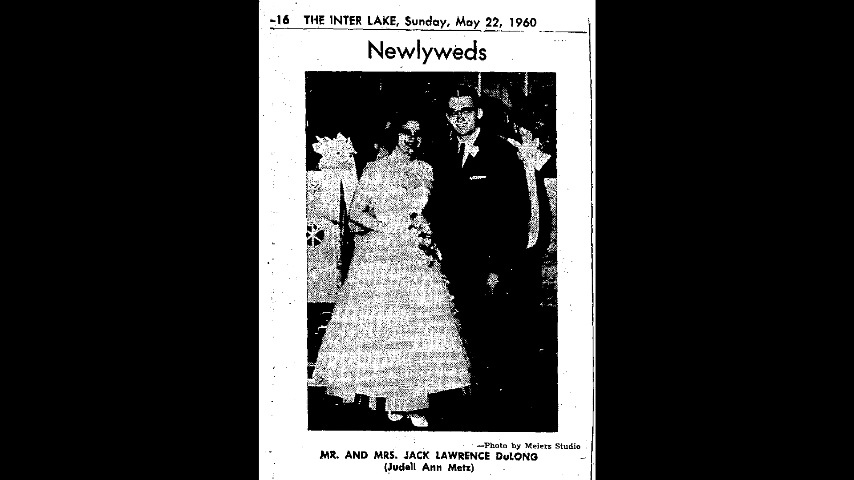 -16 THE INTER LAKE, Sunday, May 22, 1960
Newlyweds
—Photo by Meiers Studio
MR. AND MRS. JACK LAWRENCE DuLONG
(Judell Ann Metz)